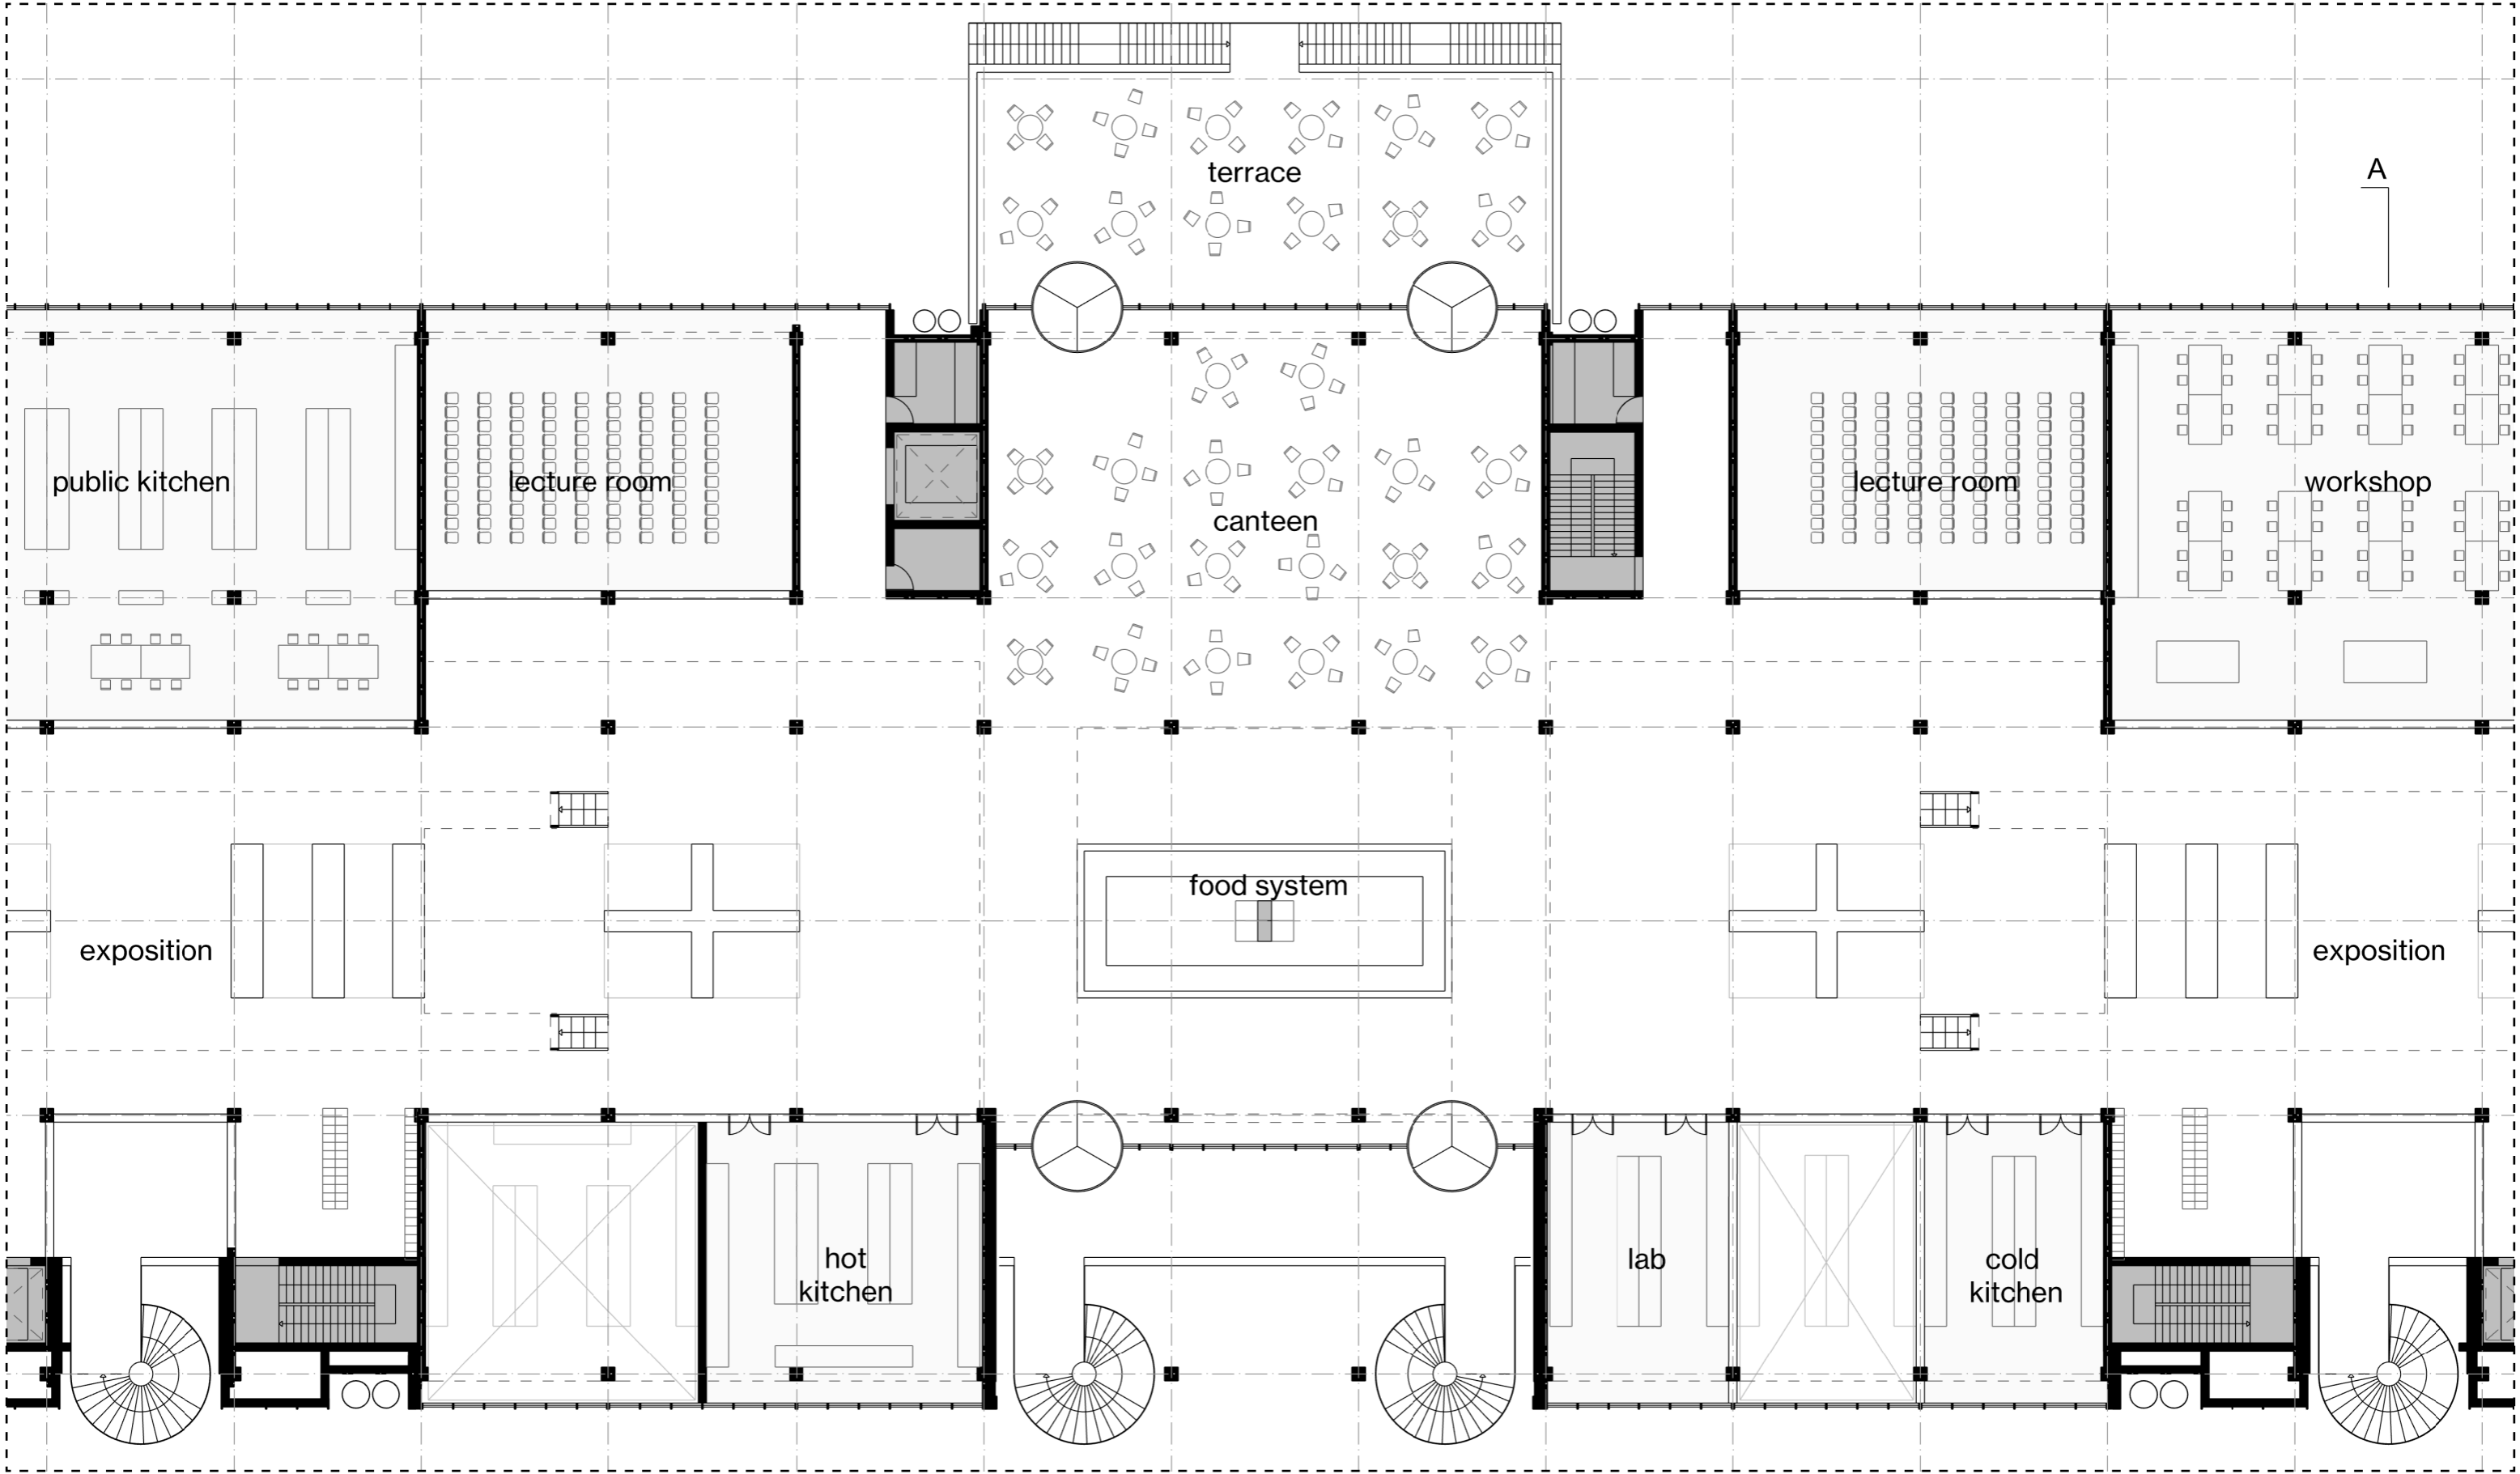 terrace
A
public kitchen
lecture room
canteen
lecture room
workshop
food system
exposition
exposition
hot
kitchen
lab
cold
kitchen